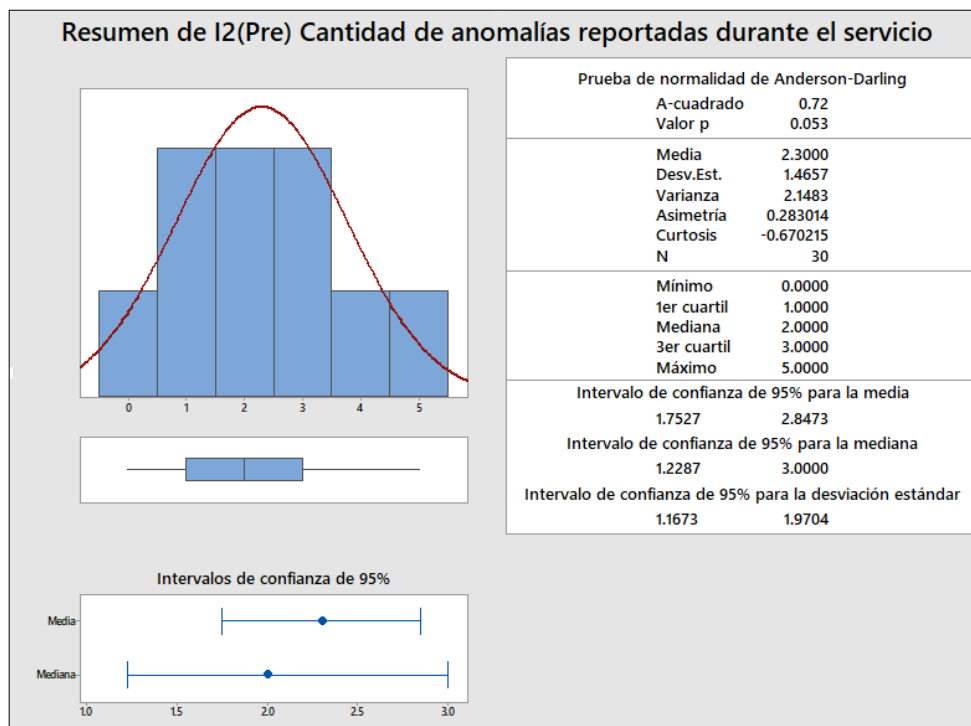 Resumen de I2(Pre) Cantidad de anomalías reportadas durante el servicio
0 1 2 3 4 5
Intervalos de confianza de 95%
Media
Mediana
1.0 1.5 2.0 2.5 3.0
Prueba de normalidad de Anderson-Darling
A-cuadrado 0.72
Valor p 0.053
Media 2.3000
Desv.Est. 1.4657
Varianza 2.1483
Asimetría 0.283014
Curtosis -0.670215
N 30
Mínimo 0.0000
1er cuartil 1.0000
Mediana 2.0000
3er cuartil 3.0000
Máximo 5.0000
Intervalo de confianza de 95% para la media
1.7527 2.8473
Intervalo de confianza de 95% para la mediana
1.2287 3.0000
Intervalo de confianza de 95% para la desviación estándar
1.1673 1.9704